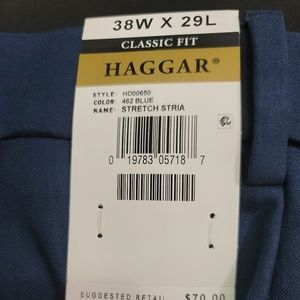 38W X 29L
CLASSIC FIT
HAGGAR®
STYLE: HD00650
COLOR: 462 BLUE
NAME: STRETCH STRIA
0 19783 05718 7
SUGGESTED RETAIL $70.00